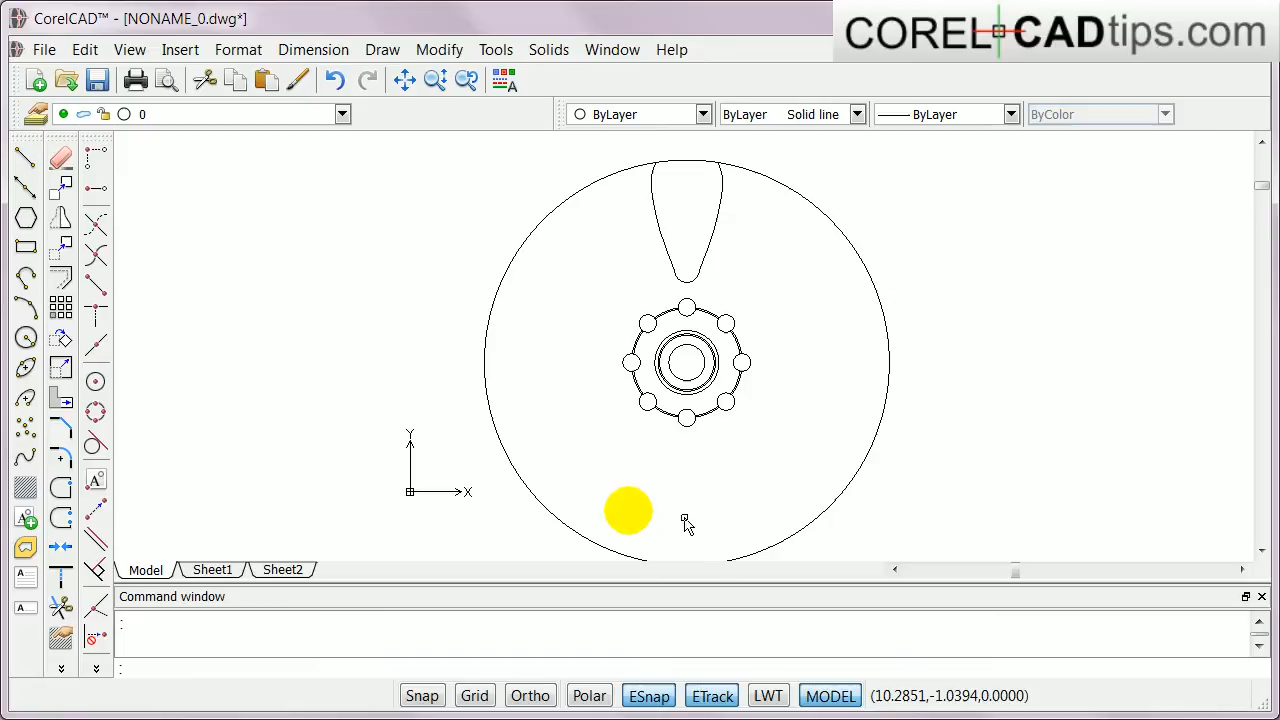 CorelCAD™ - [NONAME_0.dwg*]
CORELCADtips.com
File Edit View Insert Format Dimension Draw Modify Tools Solids Window Help
0 ByLayer ByLayer Solid line ByLayer ByColor
Y
X
Model Sheet1 Sheet2
Command window
:
:
Snap Grid Ortho Polar ESnap ETrack LWT MODEL (10.2851,-1.0394,0.0000)